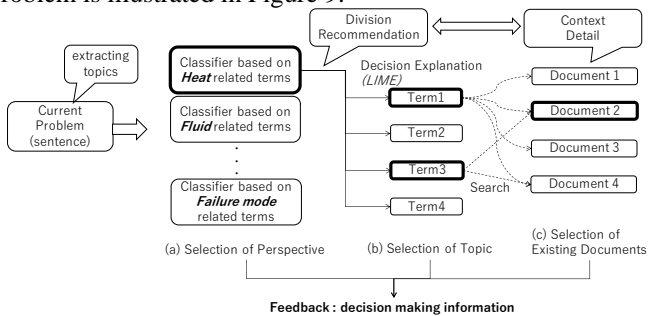 roblem is illustrated in Figure 9.
Division
Recommendation
Context
Detail
extracting
topics
Current
Problem
(sentence)
Classifier based on
Heat related terms
Classifier based on
Fluid related terms
Classifier based on
Failure mode
related terms
Decision Explanation
(LIME)
Term1
Term2
Term3
Term4
Search
Document 1
Document 2
Document 3
Document 4
(a) Selection of Perspective
(b) Selection of Topic
(c) Selection of
Existing Documents
Feedback : decision making information